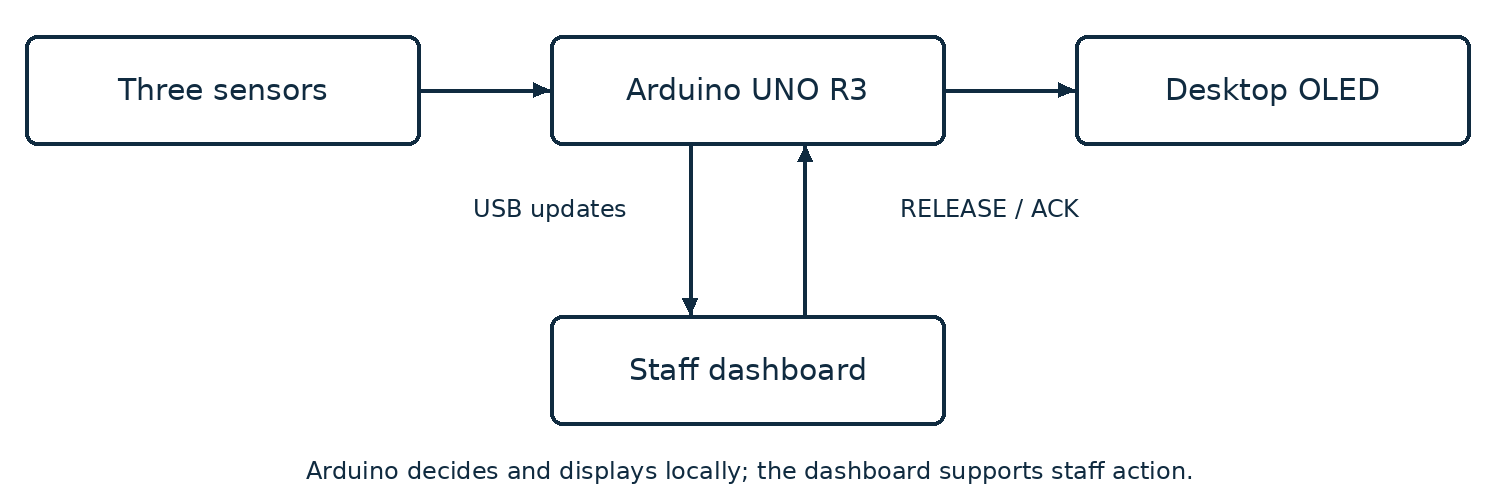 Three sensors
Arduino UNO R3
Desktop OLED
USB updates
RELEASE / ACK
Staff dashboard
Arduino decides and displays locally; the dashboard supports staff action.